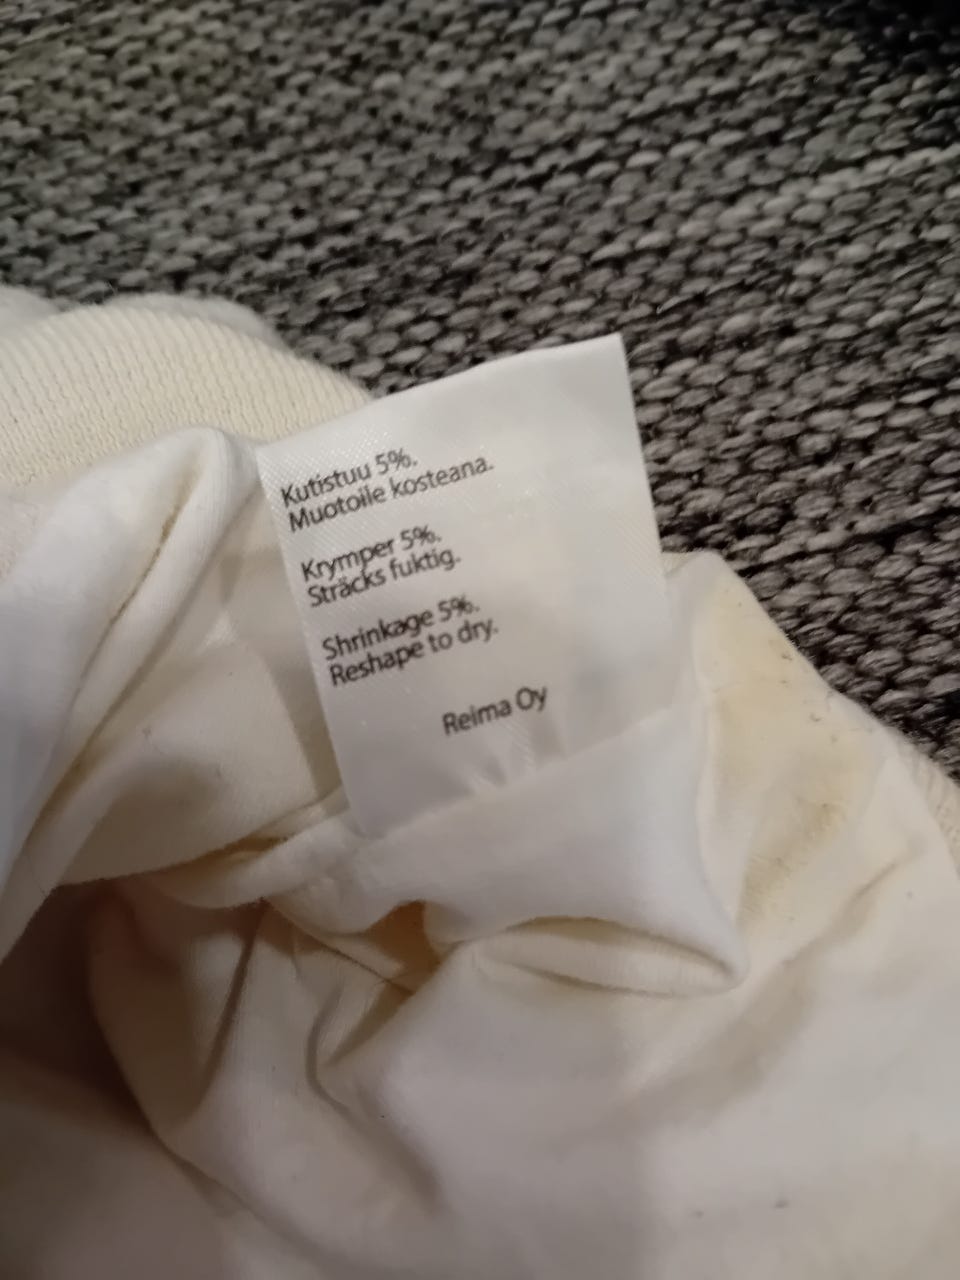 Kutistuu 5%.
Muotoile kosteana.
Krymper 5%.
Sträcks fuktig.
Shrinkage 5%.
Reshape to dry.
Reima Oy